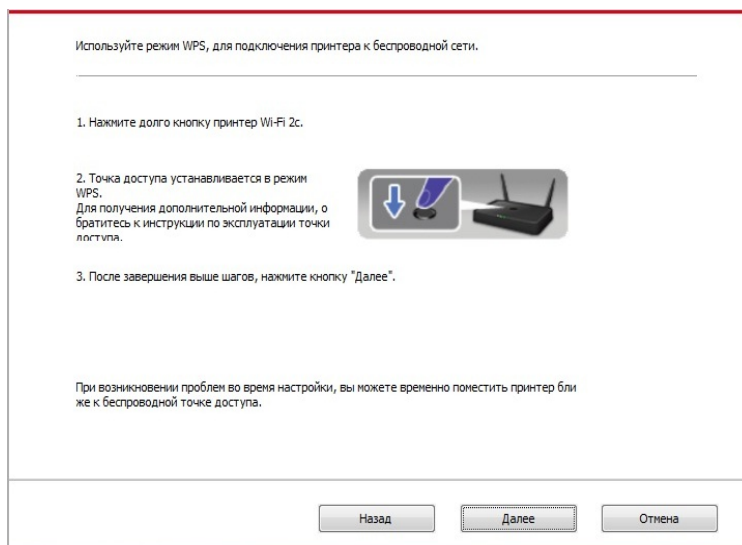 Используйте режим WPS, для подключения принтера к беспроводной сети.
1. Нажмите долго кнопку принтер Wi-Fi 2с.
2. Точка доступа устанавливается в режим
WPS.
Для получения дополнительной информации, о
братитесь к инструкции по эксплуатации точки
доступа.
3. После завершения выше шагов, нажмите кнопку "Далее".
При возникновении проблем во время настройки, вы можете временно поместить принтер бли
же к беспроводной точке доступа.
Назад
Далее
Отмена